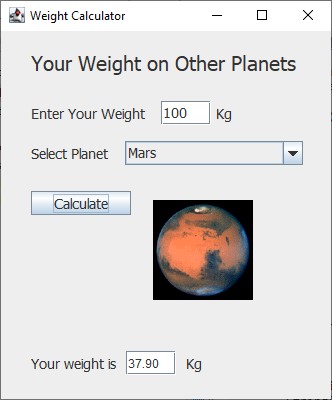 Weight Calculator
Your Weight on Other Planets
Enter Your Weight 100 Kg
Select Planet Mars
Calculate
Your weight is 37.90 Kg